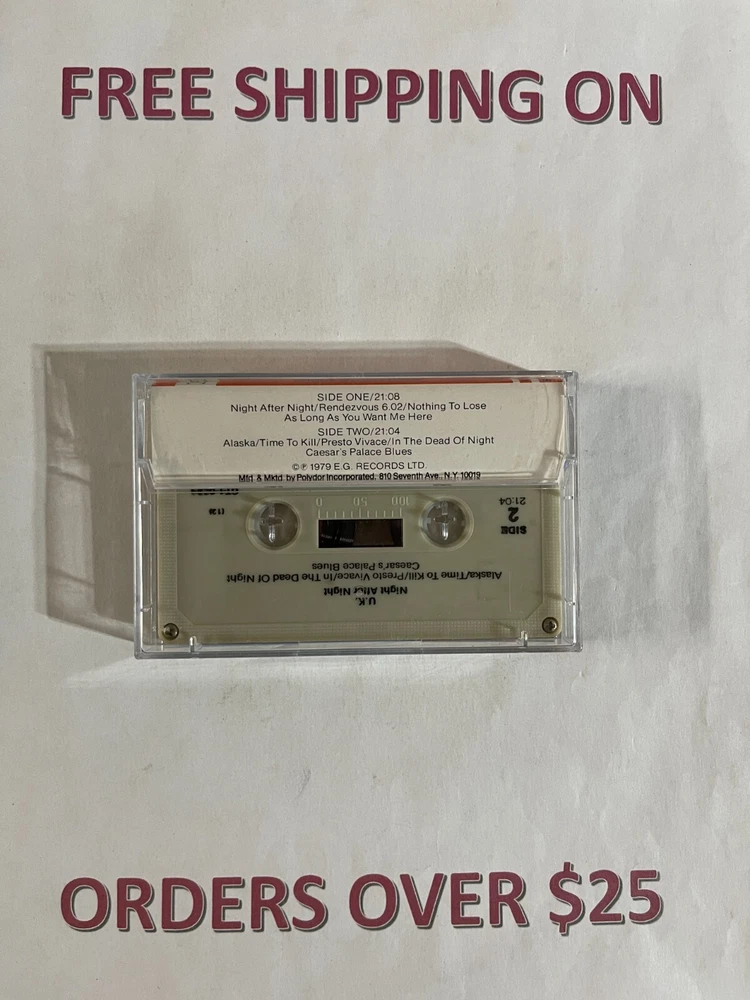 FREE SHIPPING ON
SIDE ONE/21:08
Night After Night/Rendezvous 6.02/Nothing To Lose
As Long As You Want Me Here
SIDE TWO/21:04
Alaska/Time To Kill/Presto Vivace/In The Dead Of Night
Caesar's Palace Blues
© ℗ 1979 E.G. RECORDS LTD.
Mfd. & Mktd. by Polydor Incorporated, 810 Seventh Ave., N.Y. 10019
0 50 100
SIDE
2
21:04
U.K.
Night After Night
Alaska/Time To Kill/Presto Vivace/In The Dead Of Night
Caesar's Palace Blues
ORDERS OVER $25